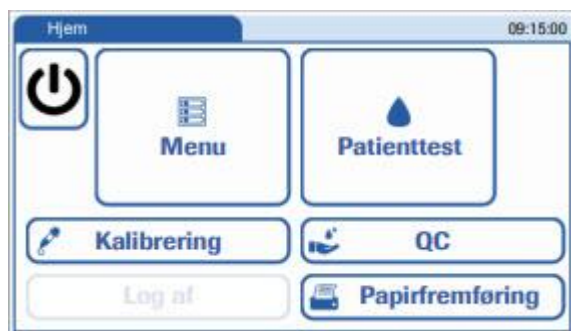 Hjem
09:15:00
Menu
Patienttest
Kalibrering
QC
Log af
Papirfremføring